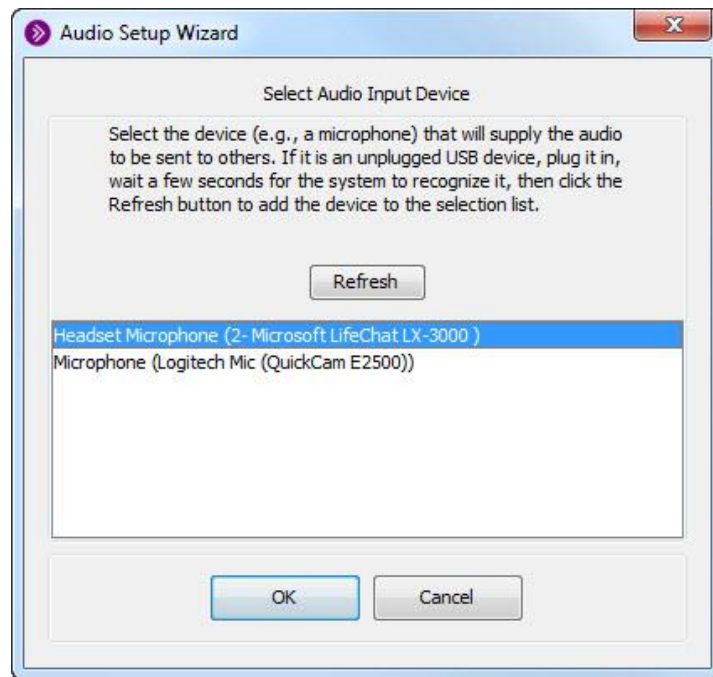 Audio Setup Wizard
Select Audio Input Device
Select the device (e.g., a microphone) that will supply the audio
to be sent to others. If it is an unplugged USB device, plug it in,
wait a few seconds for the system to recognize it, then click the
Refresh button to add the device to the selection list.
Refresh
Headset Microphone (2- Microsoft LifeChat LX-3000 )
Microphone (Logitech Mic (QuickCam E2500))
OK Cancel